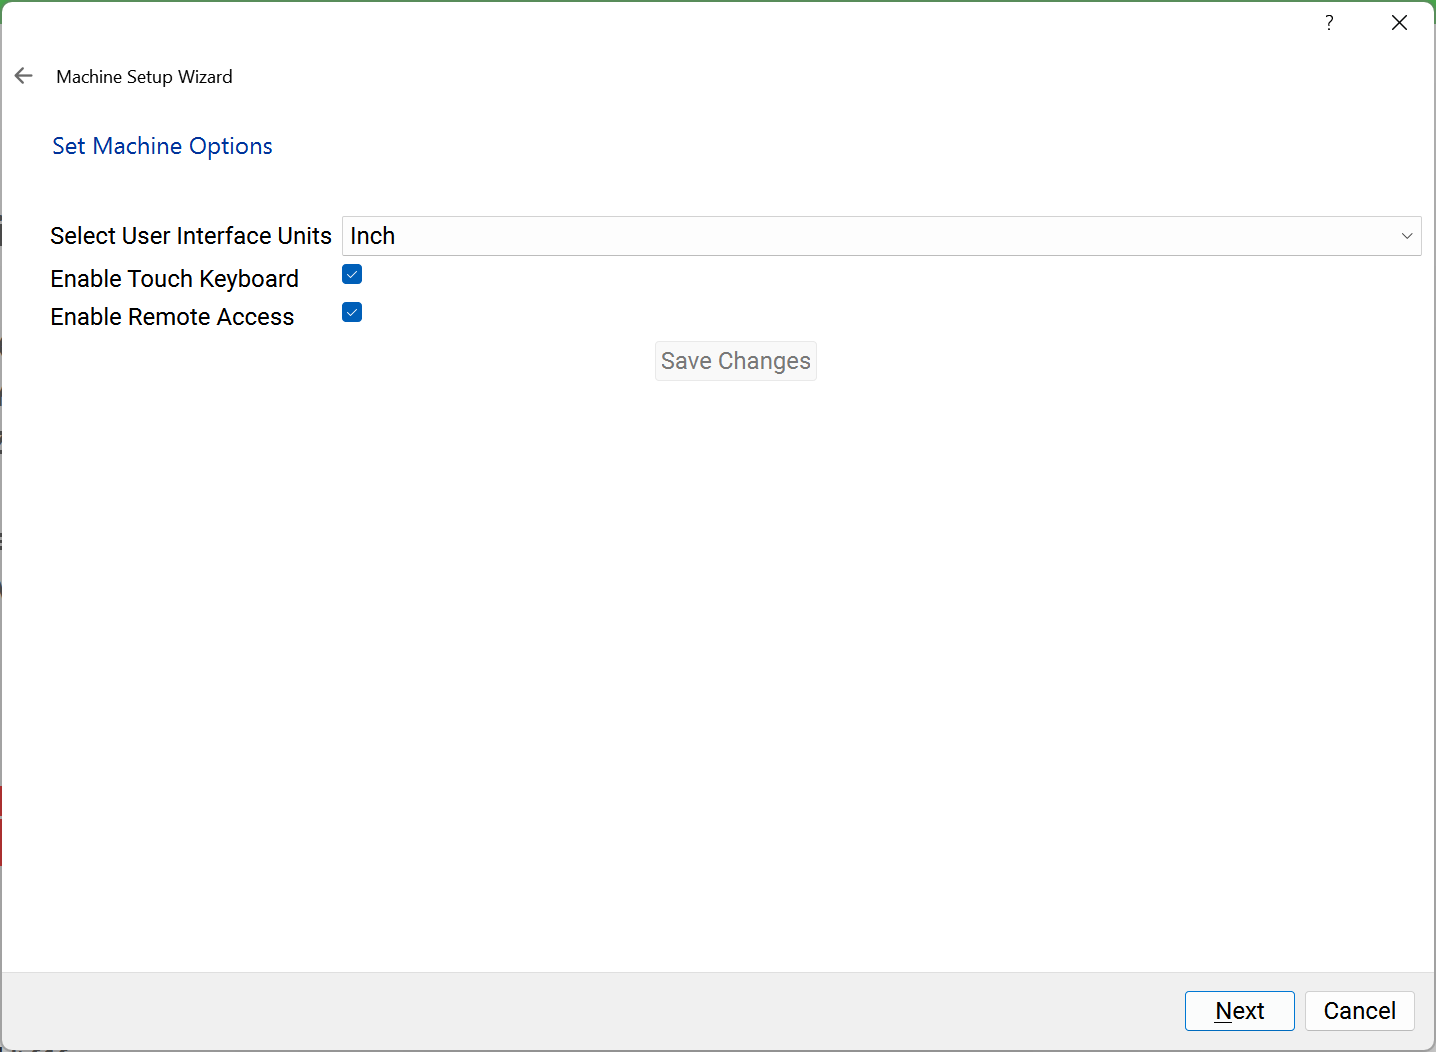 ?
Machine Setup Wizard
Set Machine Options
Select User Interface Units Inch
Enable Touch Keyboard
Enable Remote Access
Save Changes
Next Cancel